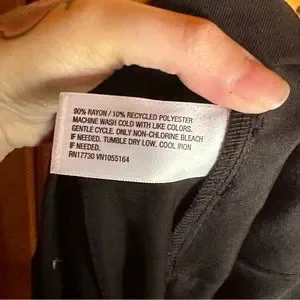 90% RAYON / 10% RECYCLED POLYESTER
MACHINE WASH COLD WITH LIKE COLORS,
GENTLE CYCLE. ONLY NON-CHLORINE BLEACH
IF NEEDED. TUMBLE DRY LOW. COOL IRON
IF NEEDED.
RN17730 VN1055164